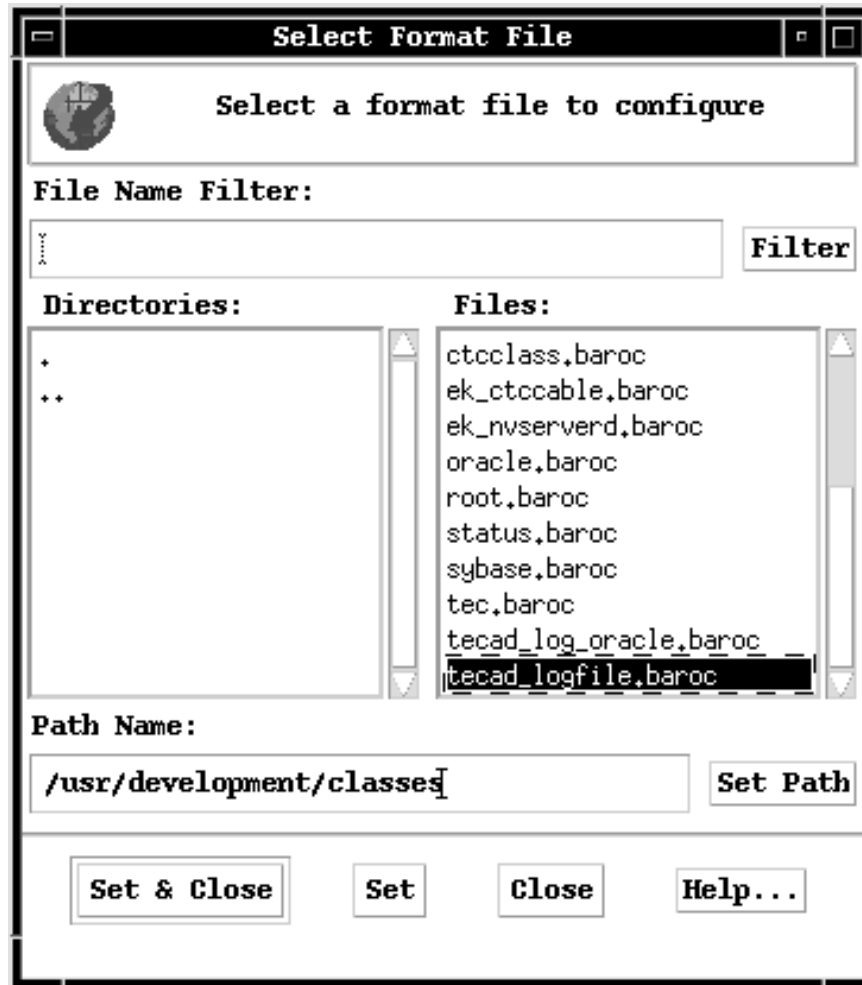 Select Format File
Select a format file to configure
File Name Filter:
Filter
Directories:
Files:
.
..
ctcclass.baroc
ek_ctccable.baroc
ek_nvserverd.baroc
oracle.baroc
root.baroc
status.baroc
sybase.baroc
tec.baroc
tecad_log_oracle.baroc
tecad_logfile.baroc
Path Name:
/usr/development/classes
Set Path
Set & Close
Set
Close
Help...